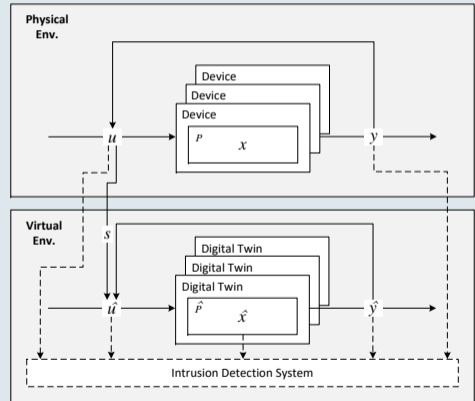 Physical
Env.
Device
Device
Device
P
x
u
y
s
Virtual
Env.
Digital Twin
Digital Twin
Digital Twin
P̂
x̂
û
ŷ
Intrusion Detection System